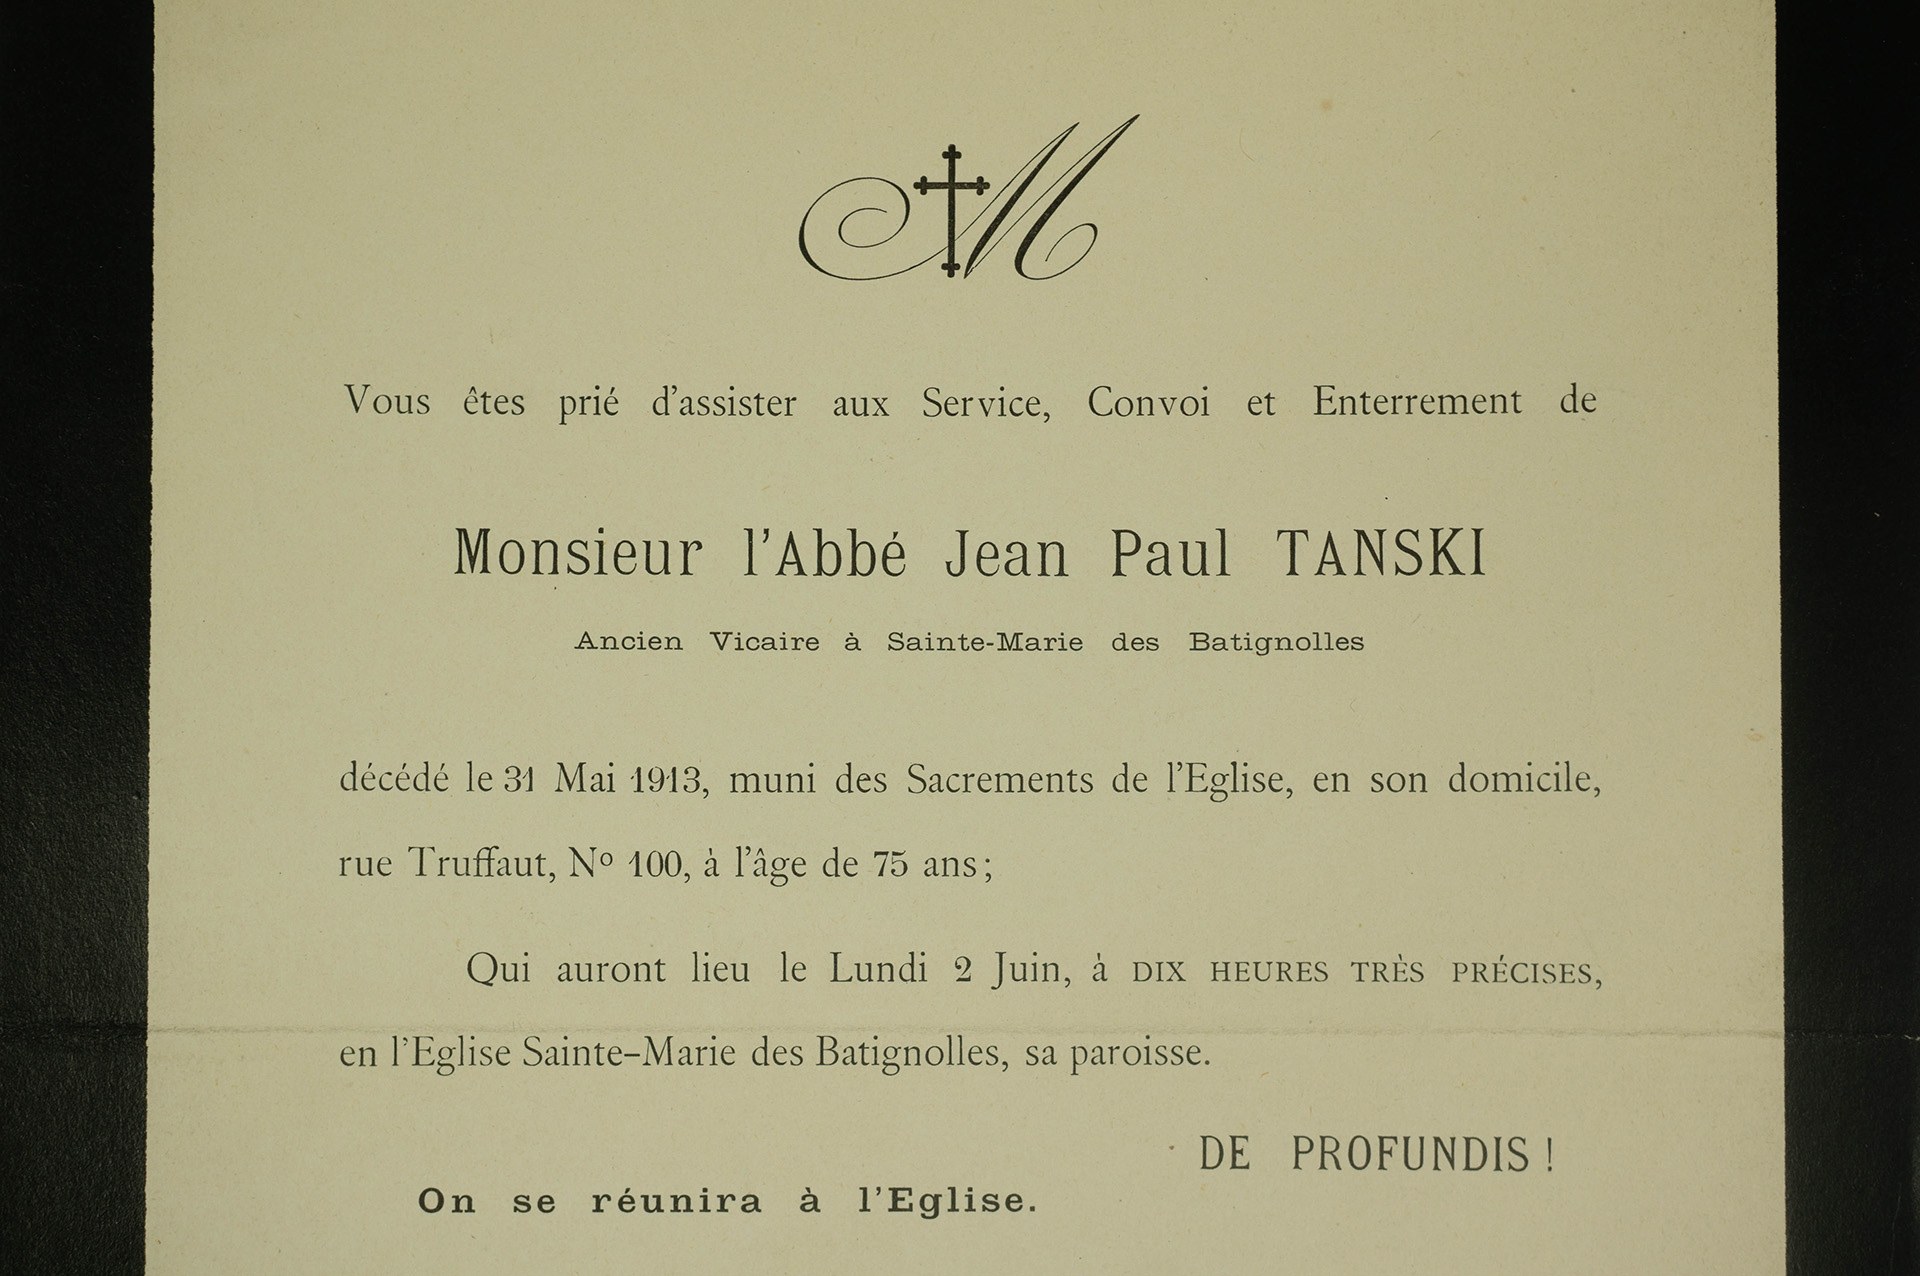 M
Vous êtes prié d'assister aux Service, Convoi et Enterrement de
Monsieur l'Abbé Jean Paul TANSKI
Ancien Vicaire à Sainte-Marie des Batignolles
décédé le 31 Mai 1913, muni des Sacrements de l'Eglise, en son domicile,
rue Truffaut, Nº 100, à l'âge de 75 ans;
Qui auront lieu le Lundi 2 Juin, à DIX HEURES TRÈS PRÉCISES,
en l'Eglise Sainte-Marie des Batignolles, sa paroisse.
DE PROFUNDIS !
On se réunira à l'Eglise.